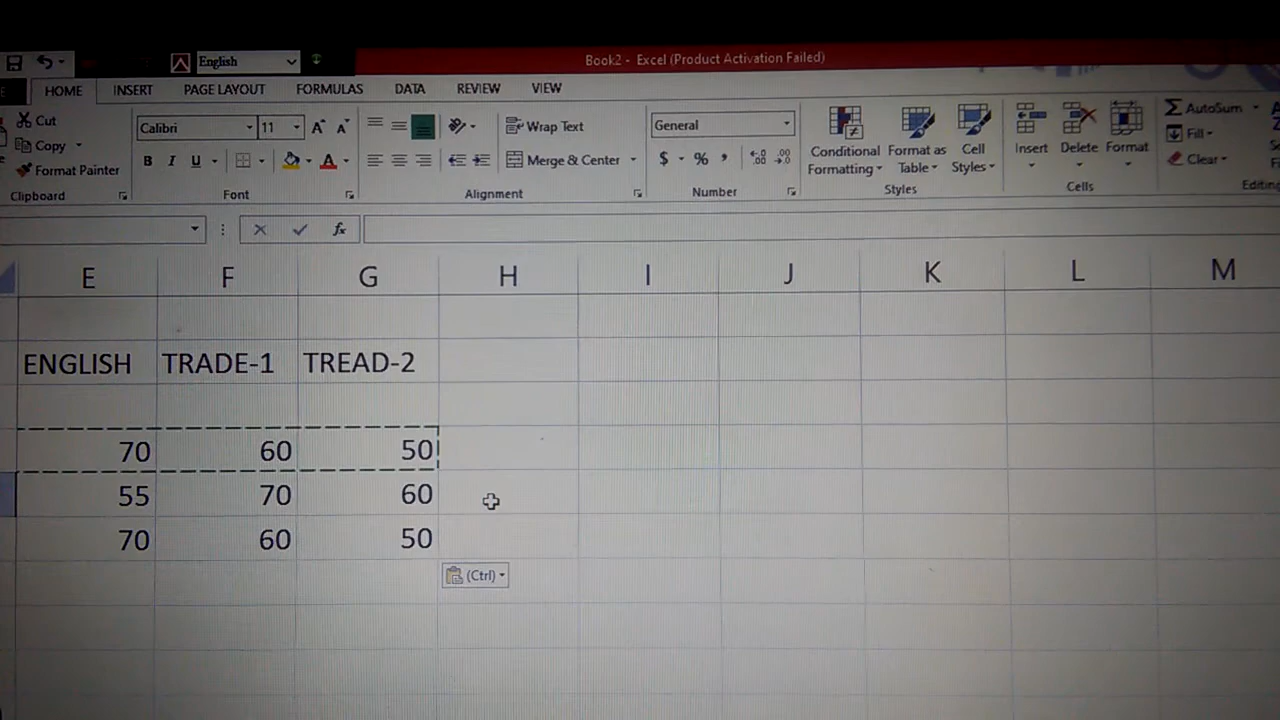 English
Book2 - Excel (Product Activation Failed)
HOME INSERT PAGE LAYOUT FORMULAS DATA REVIEW VIEW
Cut
Copy
Format Painter
Clipboard
Calibri 11
B I U A
Font
Wrap Text
Merge & Center
Alignment
General
$ % ,
Number
Conditional Formatting
Format as Table
Cell Styles
Styles
Insert Delete Format
Cells
AutoSum
Fill
Clear
Editing
fx
E F G H I J K L M
ENGLISH TRADE-1 TREAD-2
70 60 50
55 70 60
70 60 50
(Ctrl)